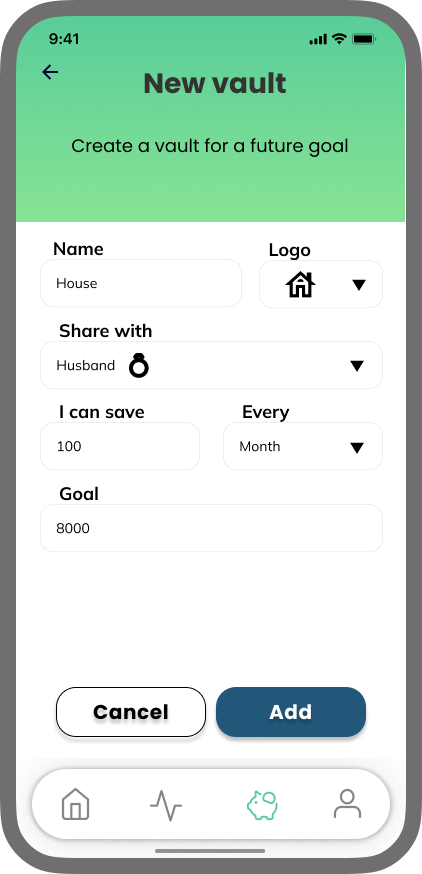 9:41
New vault
Create a vault for a future goal
Name Logo
House
Share with
Husband
I can save Every
100 Month
Goal
8000
Cancel Add